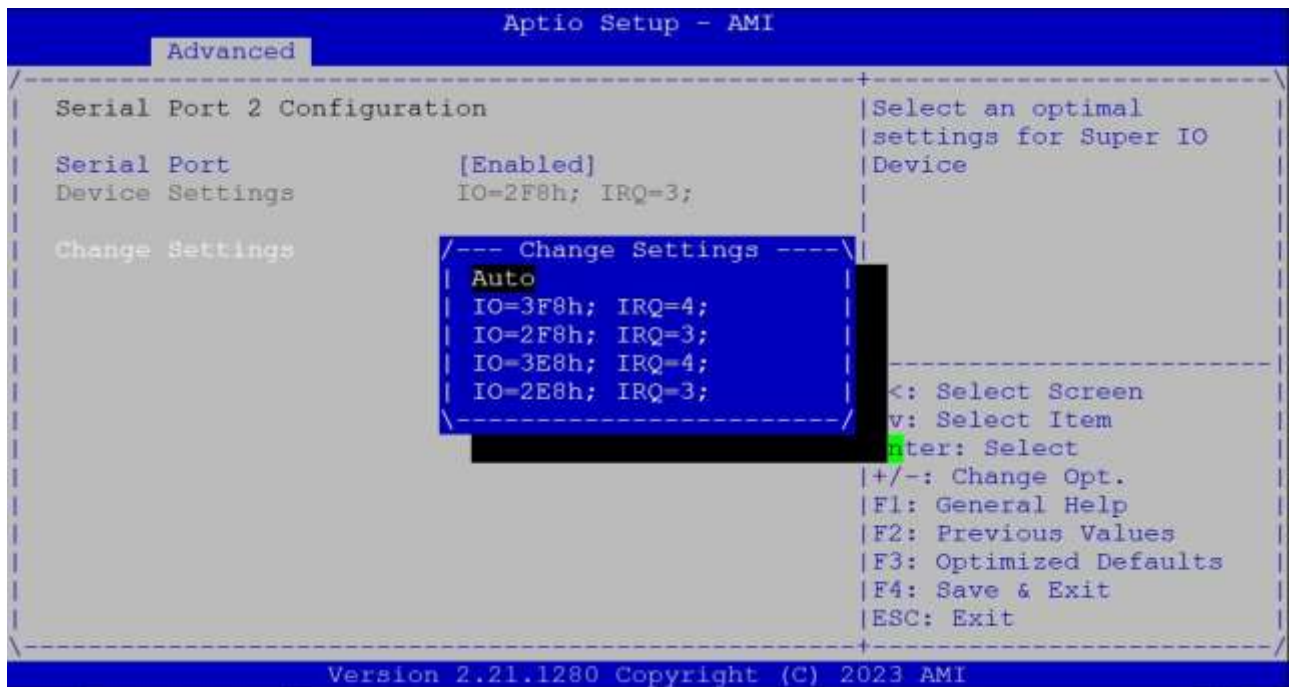 Aptio Setup - AMI
Advanced
Serial Port 2 Configuration
Select an optimal
settings for Super IO
Device
Serial Port [Enabled]
Device Settings IO=2F8h; IRQ=3;
Change Settings
/--- Change Settings ----\
Auto
IO=3F8h; IRQ=4;
IO=2F8h; IRQ=3;
IO=3E8h; IRQ=4;
IO=2E8h; IRQ=3;
<: Select Screen
v: Select Item
nter: Select
+/-: Change Opt.
F1: General Help
F2: Previous Values
F3: Optimized Defaults
F4: Save & Exit
ESC: Exit
Version 2.21.1280 Copyright (C) 2023 AMI